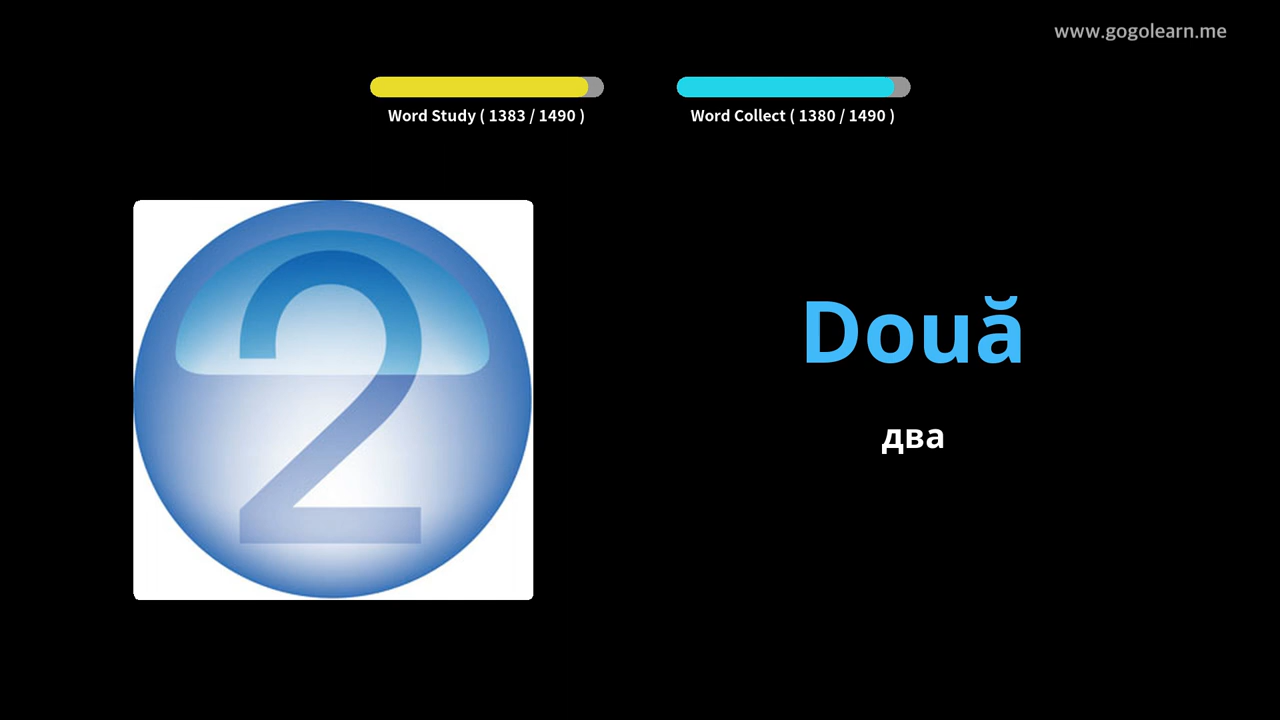 www.gogolearn.me
Word Study ( 1383 / 1490 )
Word Collect ( 1380 / 1490 )
2
Două
два